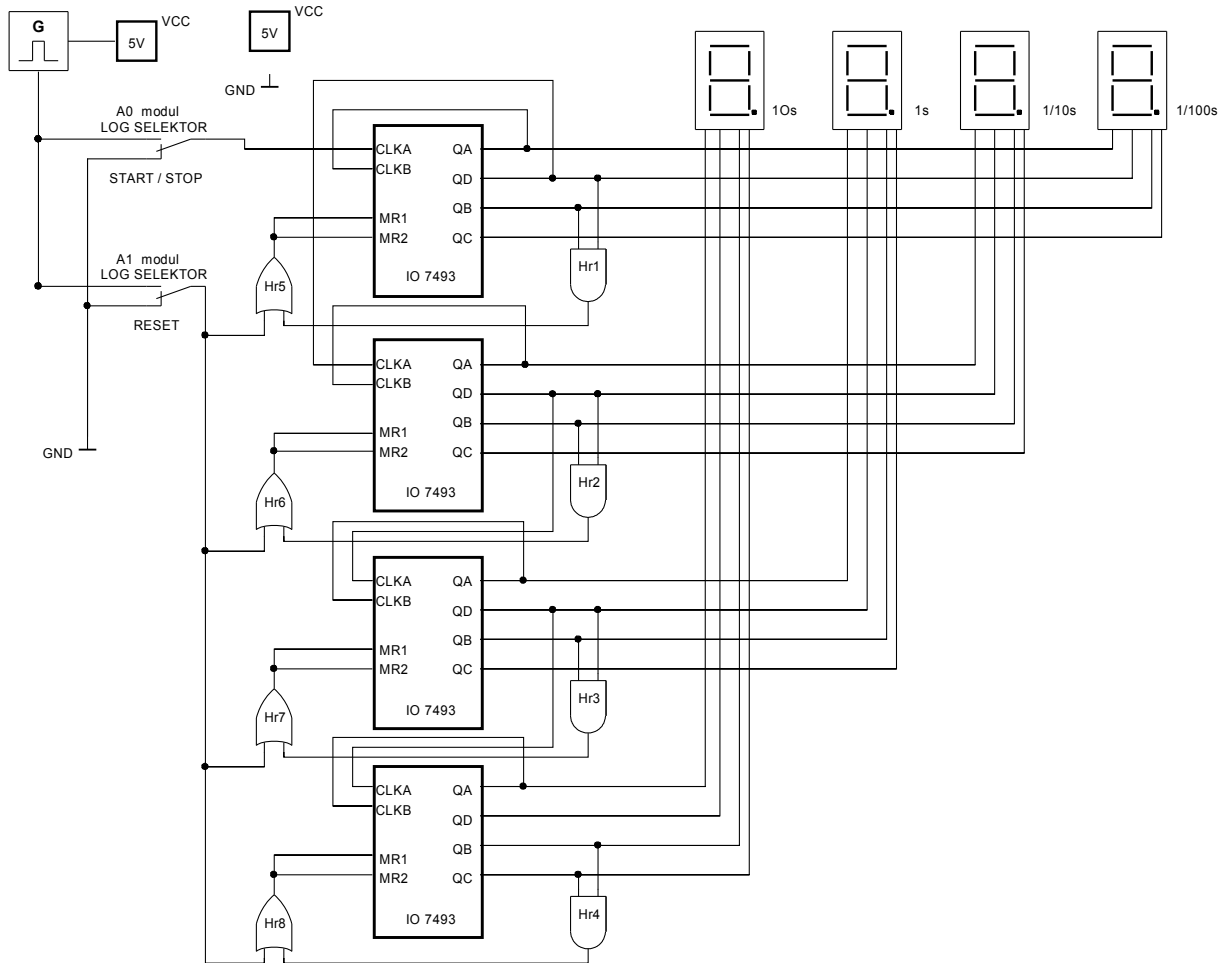 G
5V
VCC
5V
VCC
GND
1Os
1s
1/10s
1/100s
A0 modul
LOG SELEKTOR
START / STOP
CLKA
CLKB
MR1
MR2
QA
QD
QB
QC
IO 7493
Hr1
Hr5
A1 modul
LOG SELEKTOR
RESET
CLKA
CLKB
MR1
MR2
QA
QD
QB
QC
IO 7493
Hr2
Hr6
GND
CLKA
CLKB
MR1
MR2
QA
QD
QB
QC
IO 7493
Hr3
Hr7
CLKA
CLKB
MR1
MR2
QA
QD
QB
QC
IO 7493
Hr4
Hr8